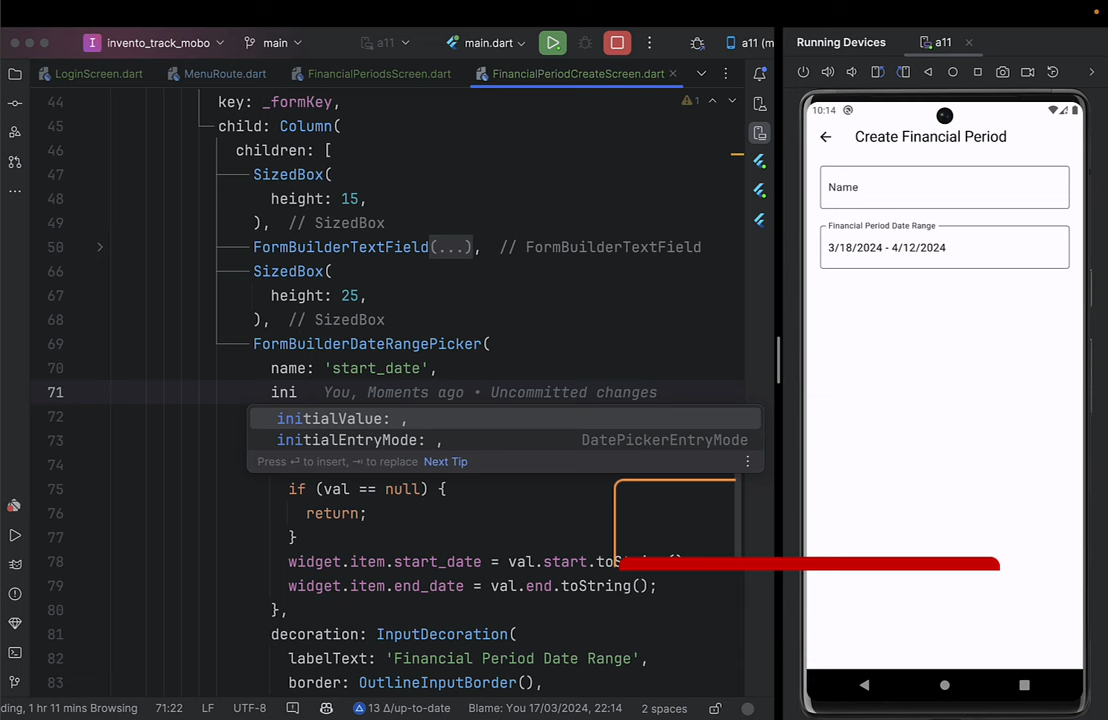 I invento_track_mobo main a11 main.dart a11 (m
LoginScreen.dart MenuRoute.dart FinancialPeriodsScreen.dart FinancialPeriodCreateScreen.dart
44 key: _formKey,
45 child: Column(
46 children: [
47 SizedBox(
48 height: 15,
49 ), // SizedBox
50 FormBuilderTextField(...), // FormBuilderTextField
66 SizedBox(
67 height: 25,
68 ), // SizedBox
69 FormBuilderDateRangePicker(
70 name: 'start_date',
71 ini You, Moments ago • Uncommitted changes
72
initialValue: ,
73
initialEntryMode: , DatePickerEntryMode
74
Press ⏎ to insert, ⇥ to replace Next Tip
75 if (val == null) {
76 return;
77 }
78 widget.item.start_date = val.start.toS
79 widget.item.end_date = val.end.toString();
80 },
81 decoration: InputDecoration(
82 labelText: 'Financial Period Date Range',
83 border: OutlineInputBorder(),
1
ding, 1 hr 11 mins Browsing 71:22 LF UTF-8 13 Δ/up-to-date Blame: You 17/03/2024, 22:14 2 spaces
Running Devices a11
10:14
Create Financial Period
Name
Financial Period Date Range
3/18/2024 - 4/12/2024